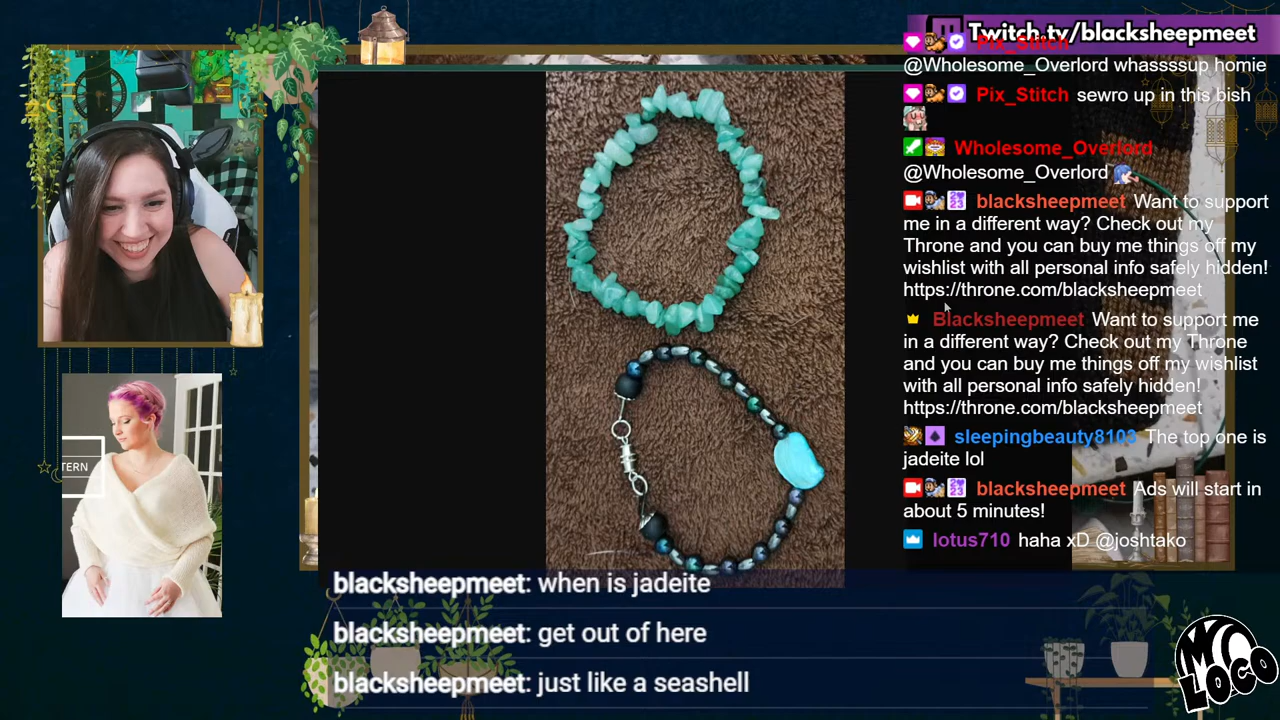 Twitch.tv/blacksheepmeet
Pix_Stitch
@Wholesome_Overlord whassssup homie
Pix_Stitch sewro up in this bish
Wholesome_Overlord
@Wholesome_Overlord
blacksheepmeet Want to support
me in a different way? Check out my
Throne and you can buy me things off my
wishlist with all personal info safely hidden!
https://throne.com/blacksheepmeet
Blacksheepmeet Want to support me
in a different way? Check out my Throne
and you can buy me things off my wishlist
with all personal info safely hidden!
https://throne.com/blacksheepmeet
sleepingbeauty8103 The top one is
jadeite lol
blacksheepmeet Ads will start in
about 5 minutes!
lotus710 haha xD @joshtako
TERN
blacksheepmeet: when is jadeite
blacksheepmeet: get out of here
blacksheepmeet: just like a seashell
MC
LOCO